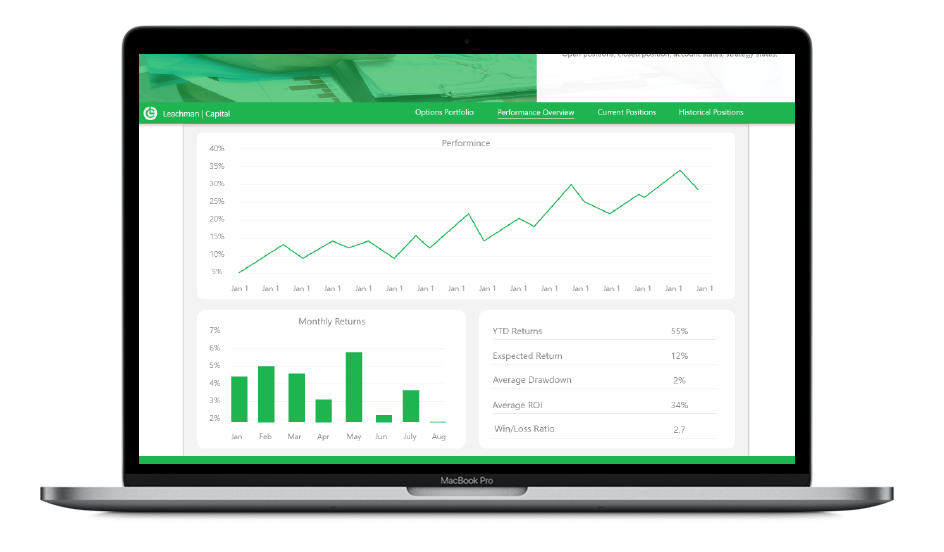 Open positions, closed position, account states, strategy status.
Leachman | Capital
Options Portfolio Performance Overview Current Positions Historical Positions
Performince
40%
35%
30%
25%
20%
15%
10%
5%
Jan 1 Jan 1 Jan 1 Jan 1 Jan 1 Jan 1 Jan 1 Jan 1 Jan 1 Jan 1 Jan 1 Jan 1 Jan 1 Jan 1 Jan 1 Jan 1
Monthly Returns
7%
6%
5%
4%
3%
2%
Jan Feb Mar Apr May Jun July Aug
YTD Returns 55%
Exspected Return 12%
Average Drawdown 2%
Average ROI 34%
Win/Loss Ratio 2.7
MacBook Pro